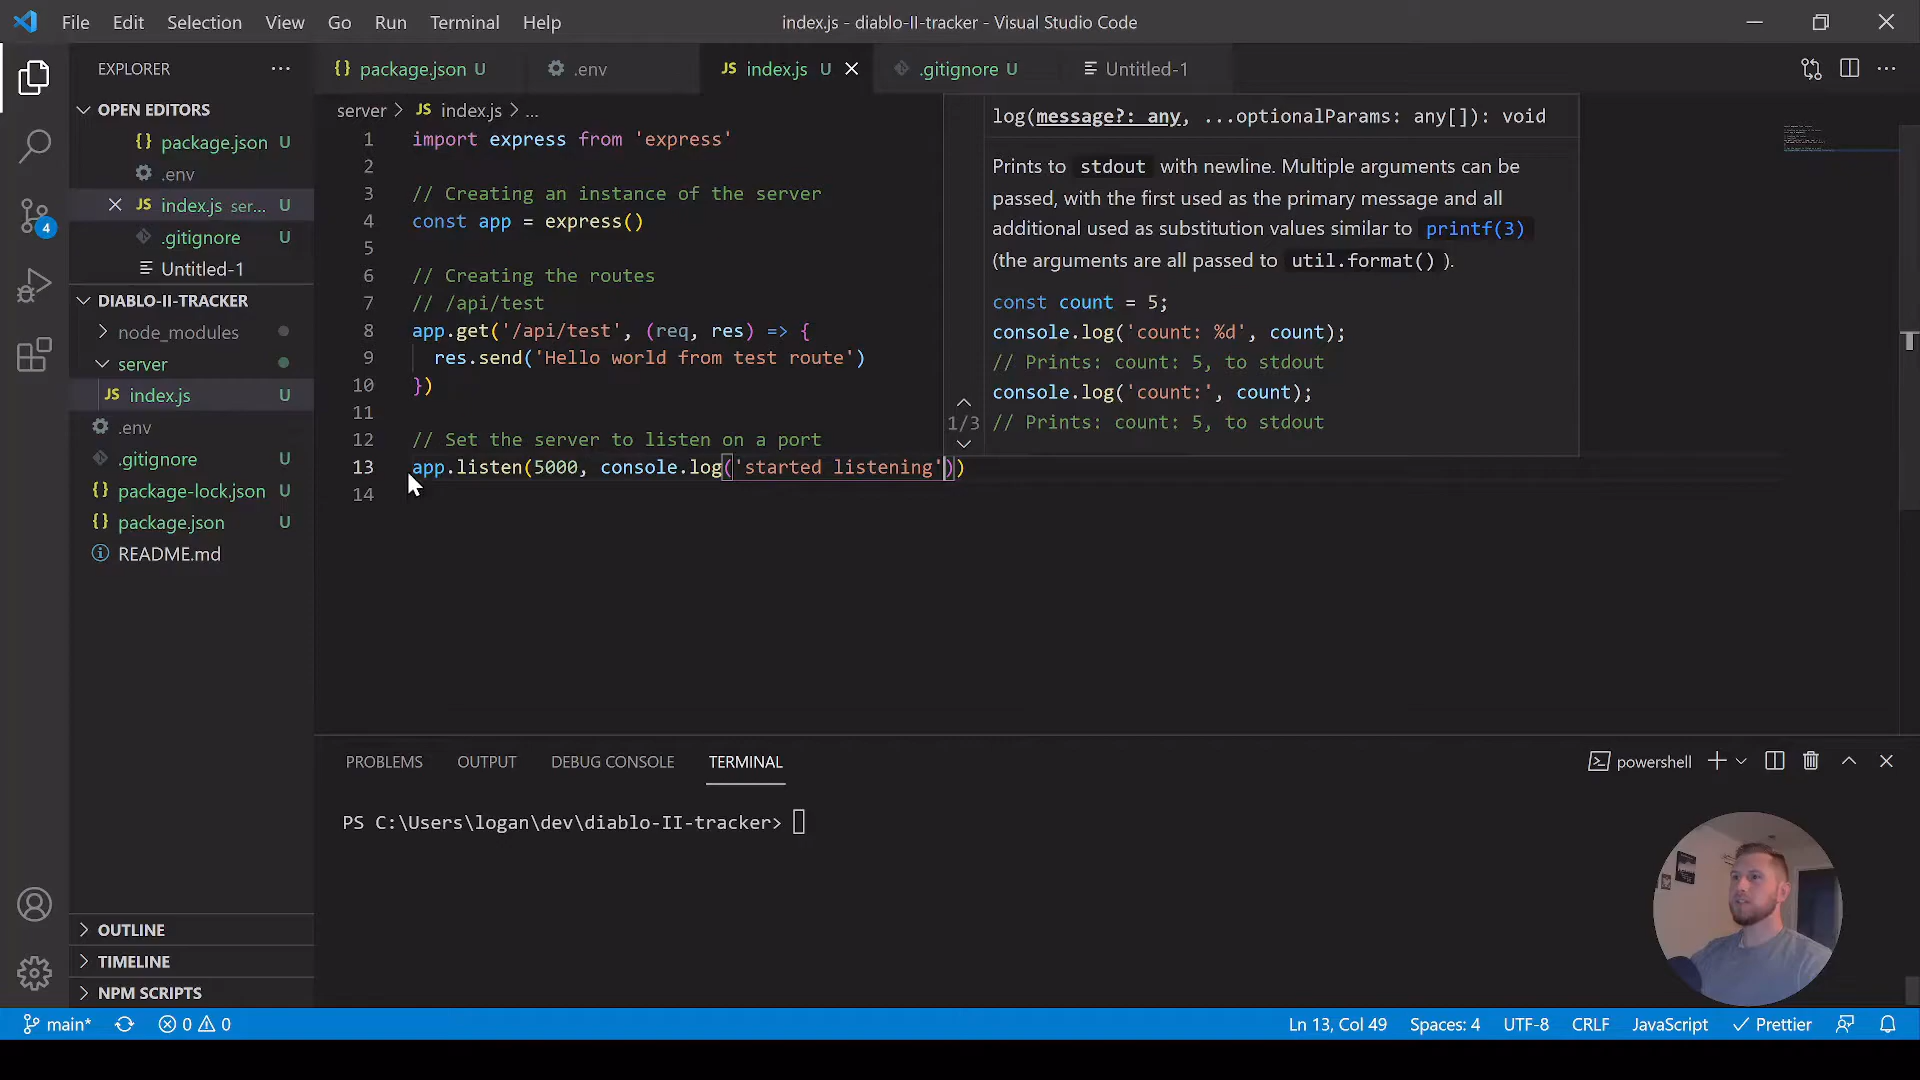 File Edit Selection View Go Run Terminal Help
index.js - diablo-II-tracker - Visual Studio Code
EXPLORER ...
OPEN EDITORS
{} package.json U
.env
JS index.js ser... U
.gitignore U
Untitled-1
DIABLO-II-TRACKER
node_modules
server
JS index.js U
.env
.gitignore U
{} package-lock.json U
{} package.json U
README.md
OUTLINE
TIMELINE
NPM SCRIPTS
4
{} package.json U
.env
JS index.js U
.gitignore U
Untitled-1
server > JS index.js > ...
1 import express from 'express'
2
3 // Creating an instance of the server
4 const app = express()
5
6 // Creating the routes
7 // /api/test
8 app.get('/api/test', (req, res) => {
9 res.send('Hello world from test route')
10 })
11
12 // Set the server to listen on a port
13 app.listen(5000, console.log('started listening'))
14
1/3
log(message?: any, ...optionalParams: any[]): void
Prints to stdout with newline. Multiple arguments can be
passed, with the first used as the primary message and all
additional used as substitution values similar to printf(3)
(the arguments are all passed to util.format() ).
const count = 5;
console.log('count: %d', count);
// Prints: count: 5, to stdout
console.log('count:', count);
// Prints: count: 5, to stdout
PROBLEMS OUTPUT DEBUG CONSOLE TERMINAL
powershell
PS C:\Users\logan\dev\diablo-II-tracker>
main* 0 0
Ln 13, Col 49 Spaces: 4 UTF-8 CRLF JavaScript Prettier